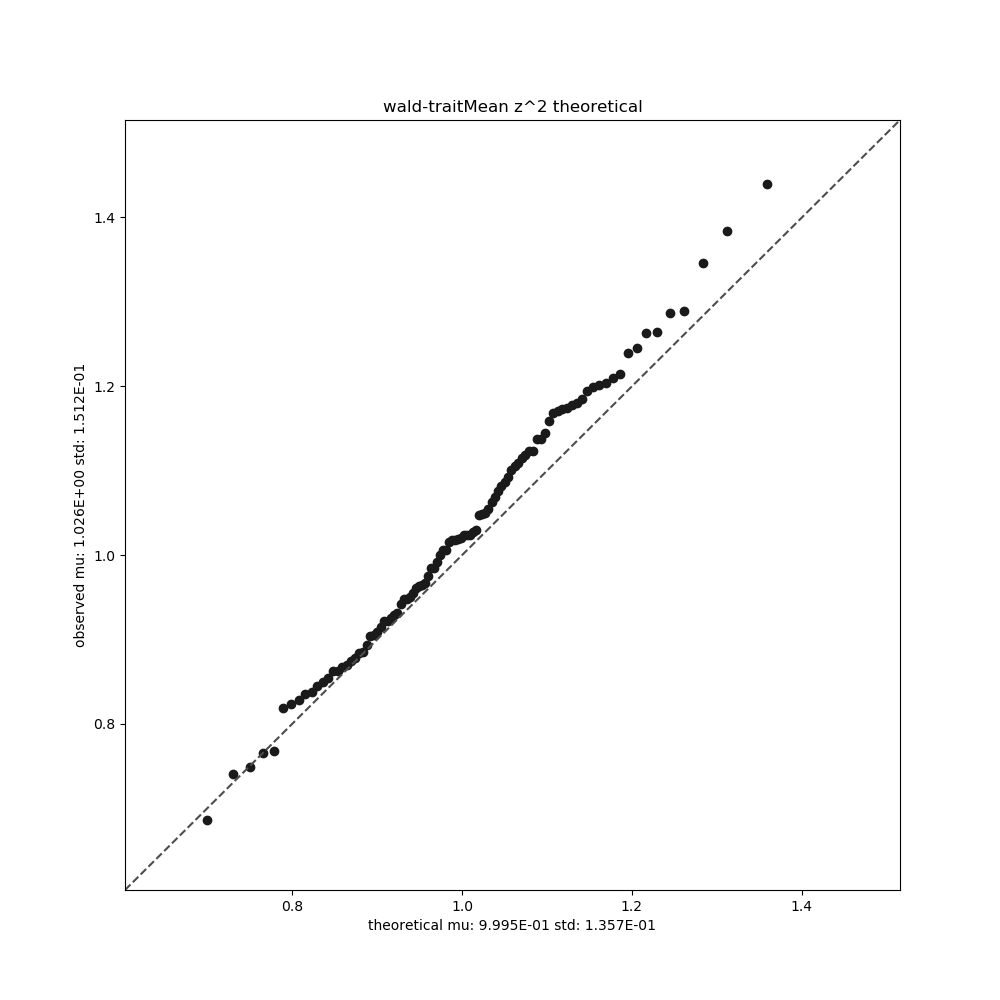 wald-traitMean z^2 theoretical
1.4
1.2
1.0
0.8
observed mu: 1.026E+00 std: 1.512E-01
0.8 1.0 1.2 1.4
theoretical mu: 9.995E-01 std: 1.357E-01